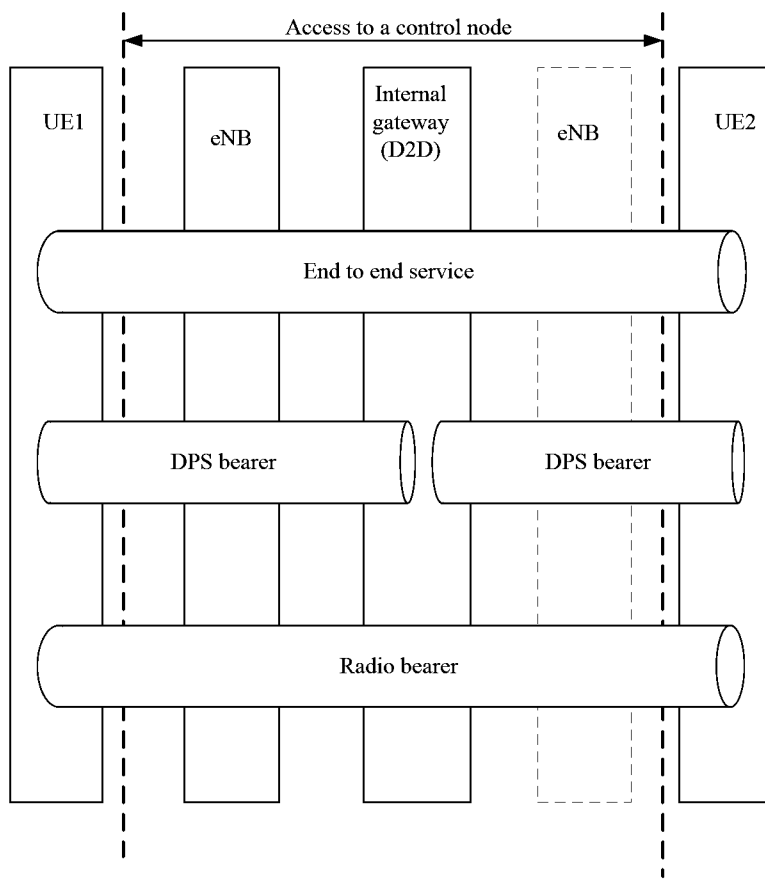 Access to a control node
UE1
eNB
Internal
gateway
(D2D)
eNB
UE2
End to end service
DPS bearer
DPS bearer
Radio bearer